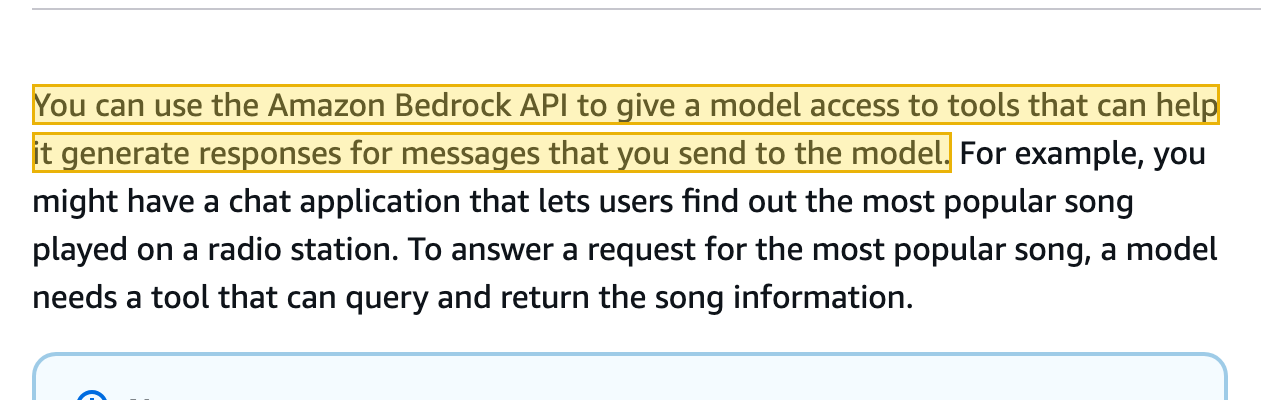 You can use the Amazon Bedrock API to give a model access to tools that can help
it generate responses for messages that you send to the model. For example, you
might have a chat application that lets users find out the most popular song
played on a radio station. To answer a request for the most popular song, a model
needs a tool that can query and return the song information.